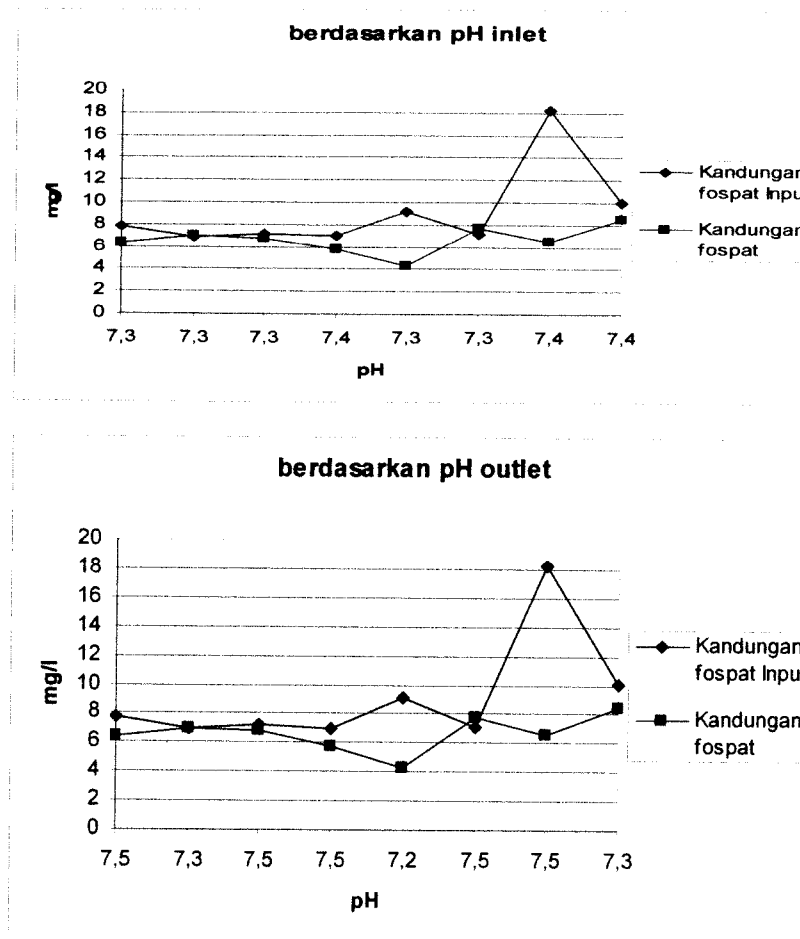 berdasarkan pH inlet
20
18
16
14
12
10
8
6
4
2
0
mg/l
7,3 7,3 7,3 7,4 7,3 7,3 7,4 7,4
pH
Kandungan
fospat Inpu
Kandungan
fospat
berdasarkan pH outlet
20
18
16
14
12
10
8
6
4
2
0
mg/l
7,5 7,3 7,5 7,5 7,2 7,5 7,5 7,3
pH
Kandungan
fospat Inpu
Kandungan
fospat